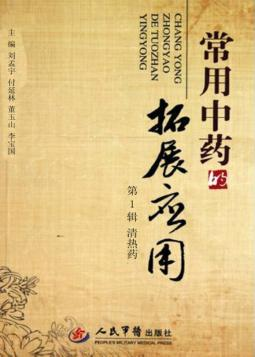 常用中药
的
拓展应用
CHANG YONG
ZHONGYAO
DE TUOZHAN
YINGYONG
主 编 刘孟宇 付延林 董玉山 李宝国
第1辑 清热药
人民军医出版社
PEOPLE'S MILITARY MEDICAL PRESS